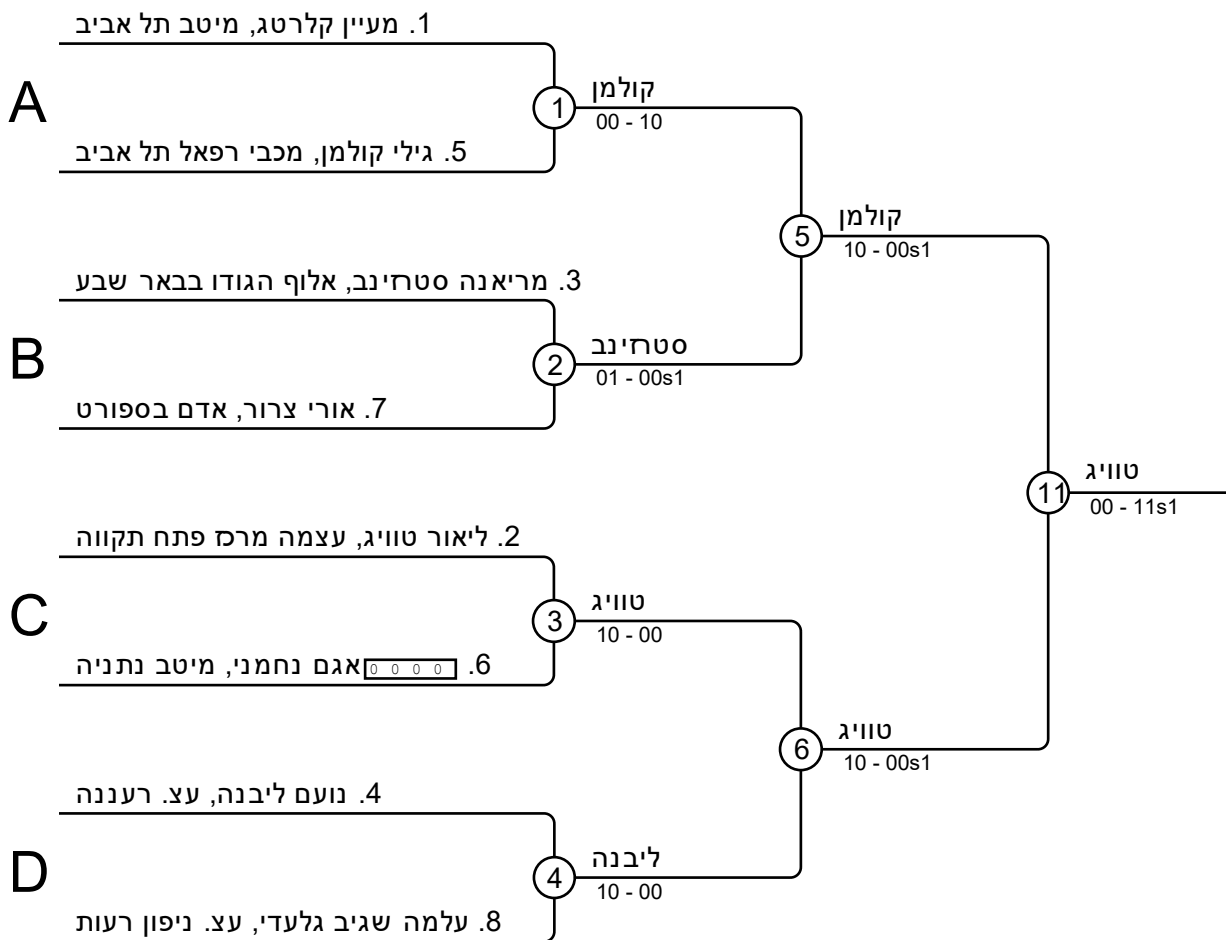 1. מעיין קלרטג, מיטב תל אביב
A
1
קולמן
00 - 10
5. גילי קולמן, מכבי רפאל תל אביב
5
קולמן
10 - 00s1
3. מריאנה סטרזינב, אלוף הגודו בבאר שבע
B
2
סטרזינב
01 - 00s1
7. אורי צרור, אדם בספורט
11
טוויג
00 - 11s1
2. ליאור טוויג, עצמה מרכז פתח תקווה
C
3
טוויג
10 - 00
6. 0 0 0 0 אגם נחמני, מיטב נתניה
6
טוויג
10 - 00s1
4. נועם ליבנה, עצ. רעננה
D
4
ליבנה
10 - 00
8. עלמה שגיב גלעדי, עצ. ניפון רעות